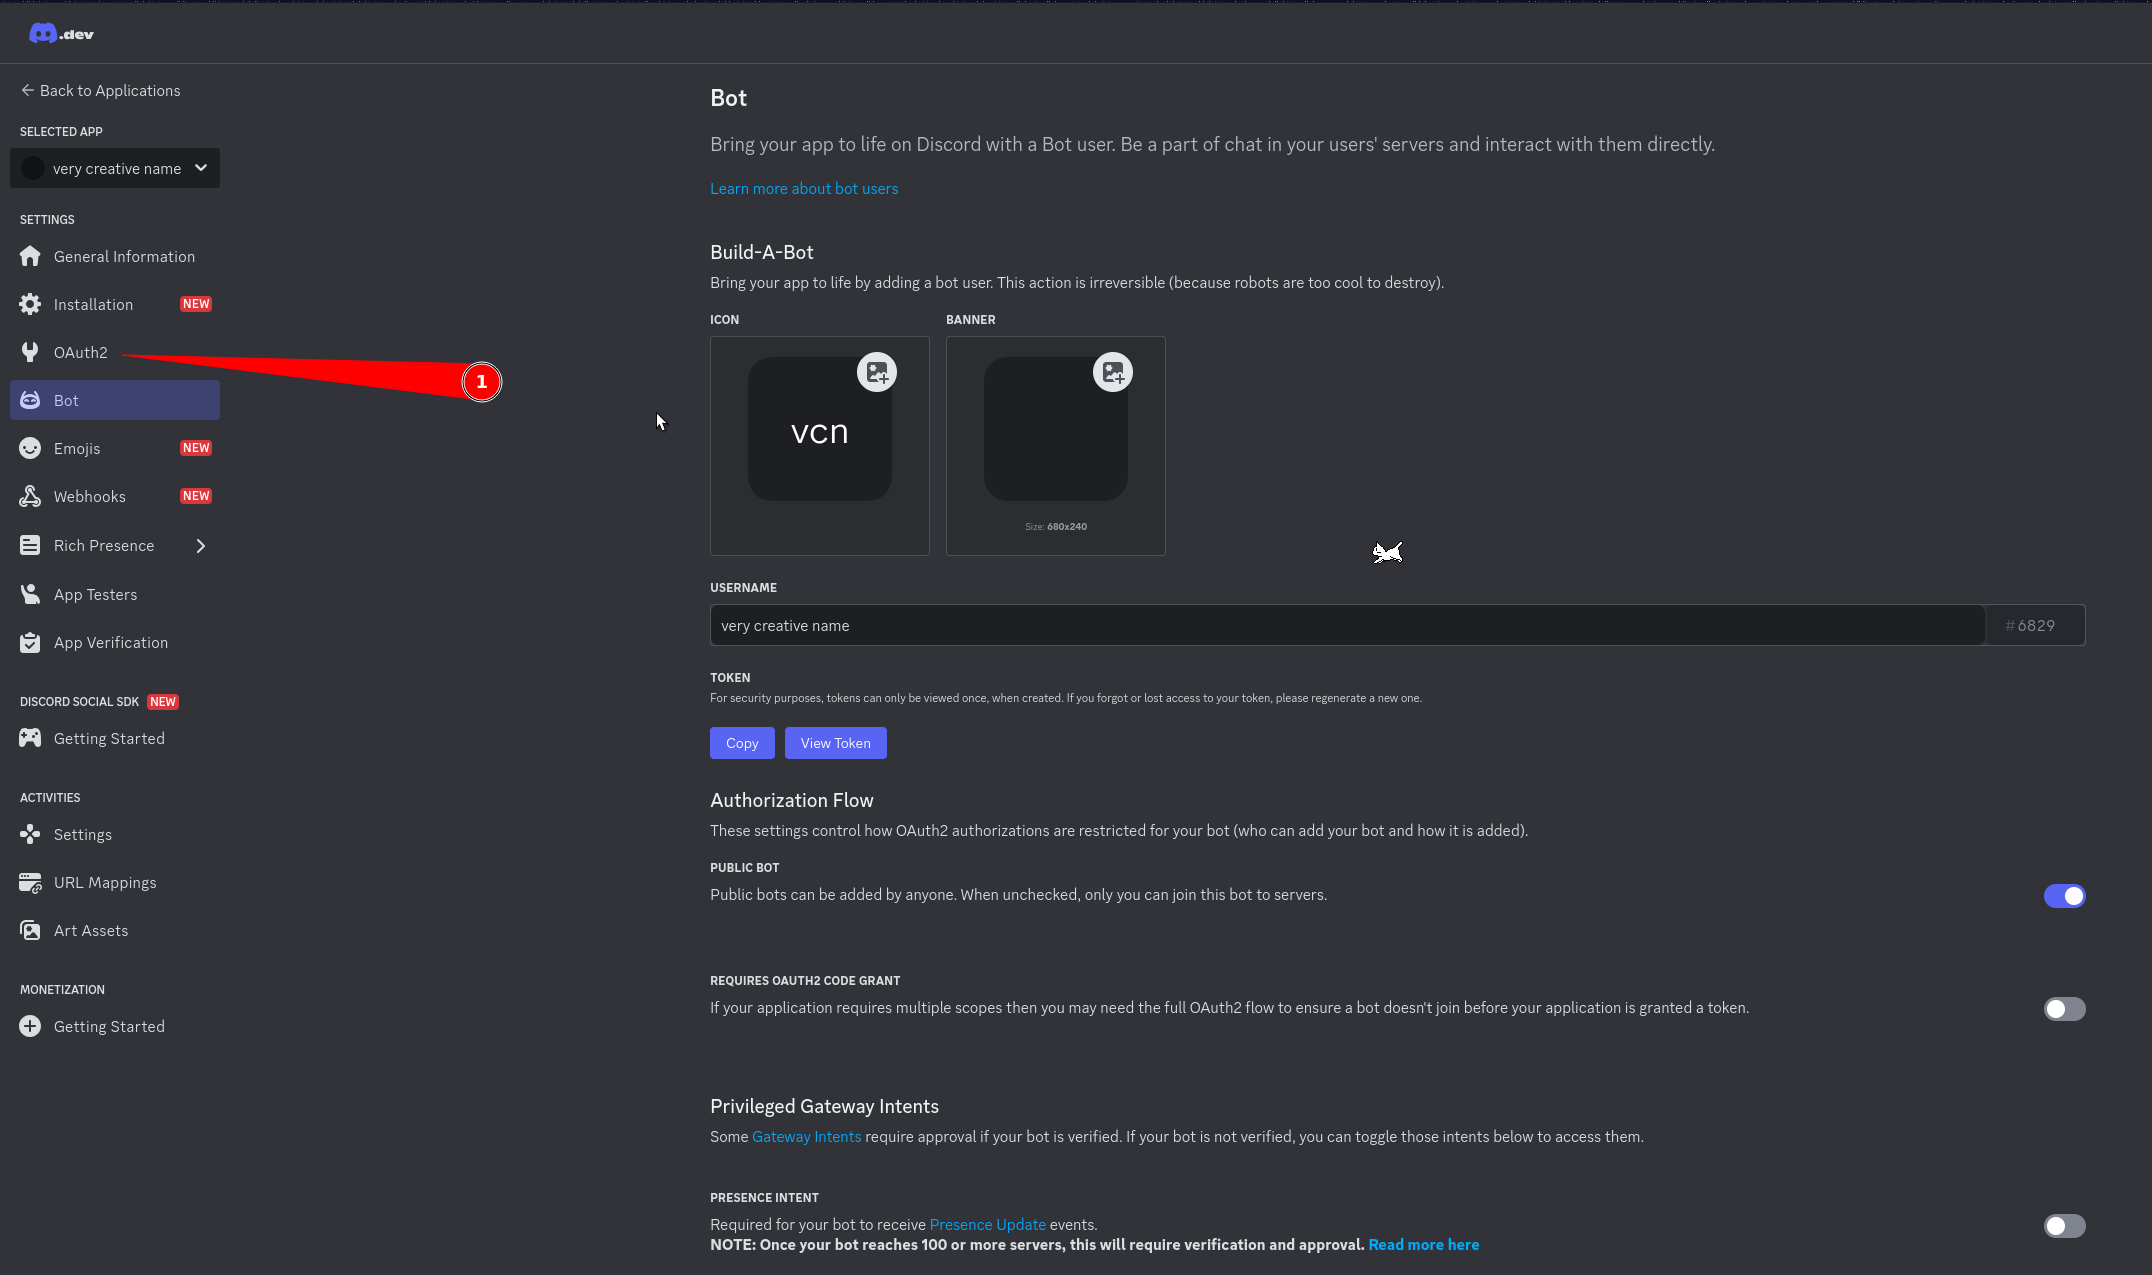 .dev
Back to Applications
SELECTED APP
very creative name
SETTINGS
General Information
Installation NEW
OAuth2
1
Bot
Emojis NEW
Webhooks NEW
Rich Presence
App Testers
App Verification
DISCORD SOCIAL SDK NEW
Getting Started
ACTIVITIES
Settings
URL Mappings
Art Assets
MONETIZATION
Getting Started
Bot
Bring your app to life on Discord with a Bot user. Be a part of chat in your users' servers and interact with them directly.
Learn more about bot users
Build-A-Bot
Bring your app to life by adding a bot user. This action is irreversible (because robots are too cool to destroy).
ICON BANNER
vcn
Size: 680x240
USERNAME
very creative name #6829
TOKEN
For security purposes, tokens can only be viewed once, when created. If you forgot or lost access to your token, please regenerate a new one.
Copy View Token
Authorization Flow
These settings control how OAuth2 authorizations are restricted for your bot (who can add your bot and how it is added).
PUBLIC BOT
Public bots can be added by anyone. When unchecked, only you can join this bot to servers.
REQUIRES OAUTH2 CODE GRANT
If your application requires multiple scopes then you may need the full OAuth2 flow to ensure a bot doesn't join before your application is granted a token.
Privileged Gateway Intents
Some Gateway Intents require approval if your bot is verified. If your bot is not verified, you can toggle those intents below to access them.
PRESENCE INTENT
Required for your bot to receive Presence Update events.
NOTE: Once your bot reaches 100 or more servers, this will require verification and approval. Read more here